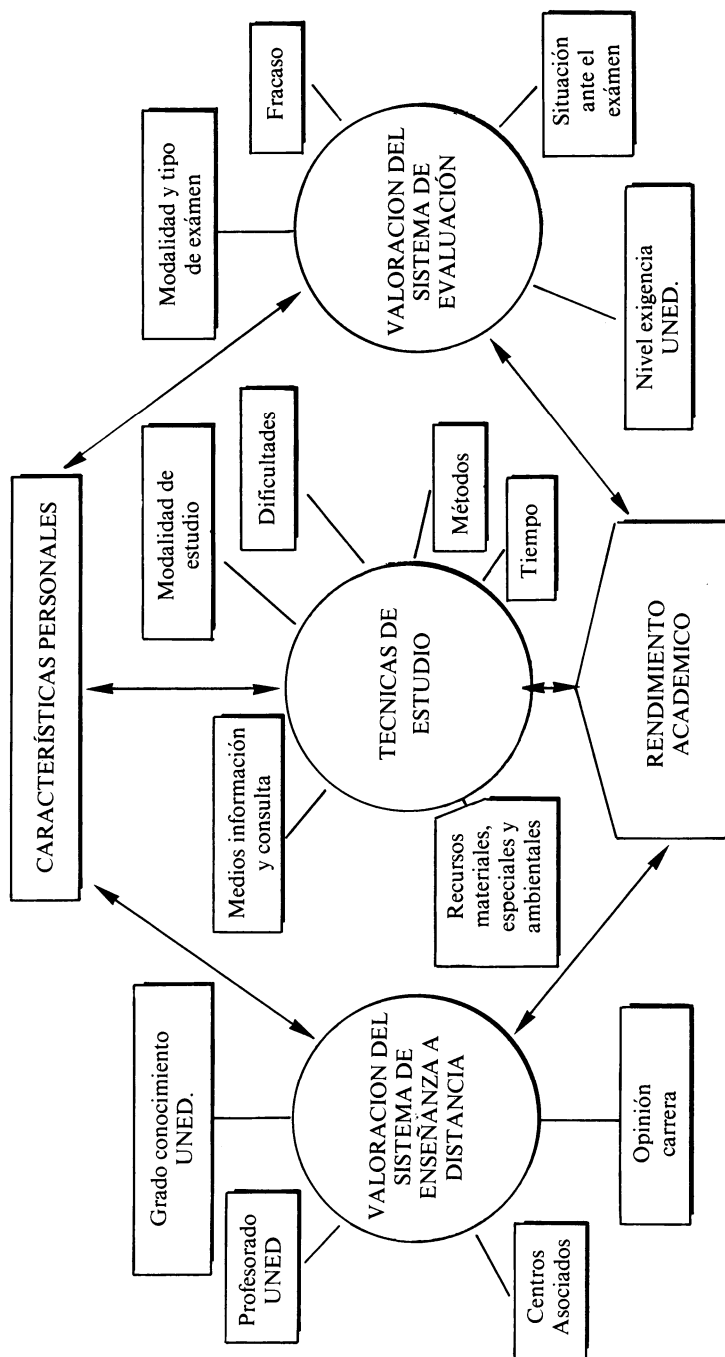 CARACTERÍSTICAS PERSONALES
Grado conocimiento
UNED.
Profesorado
UNED
VALORACION DEL
SISTEMA DE
ENSEÑANZA A
DISTANCIA
Centros
Asociados
Opinión
carrera
Medios información
y consulta
Modalidad de
estudio
Dificultades
TECNICAS DE
ESTUDIO
Métodos
Tiempo
Recursos
materiales,
especiales y
ambientales
Modalidad y tipo
de exámen
Fracaso
VALORACION DEL
SISTEMA DE
EVALUACIÓN
Situación
ante el
exámen
Nivel exigencia
UNED.
RENDIMIENTO
ACADEMICO